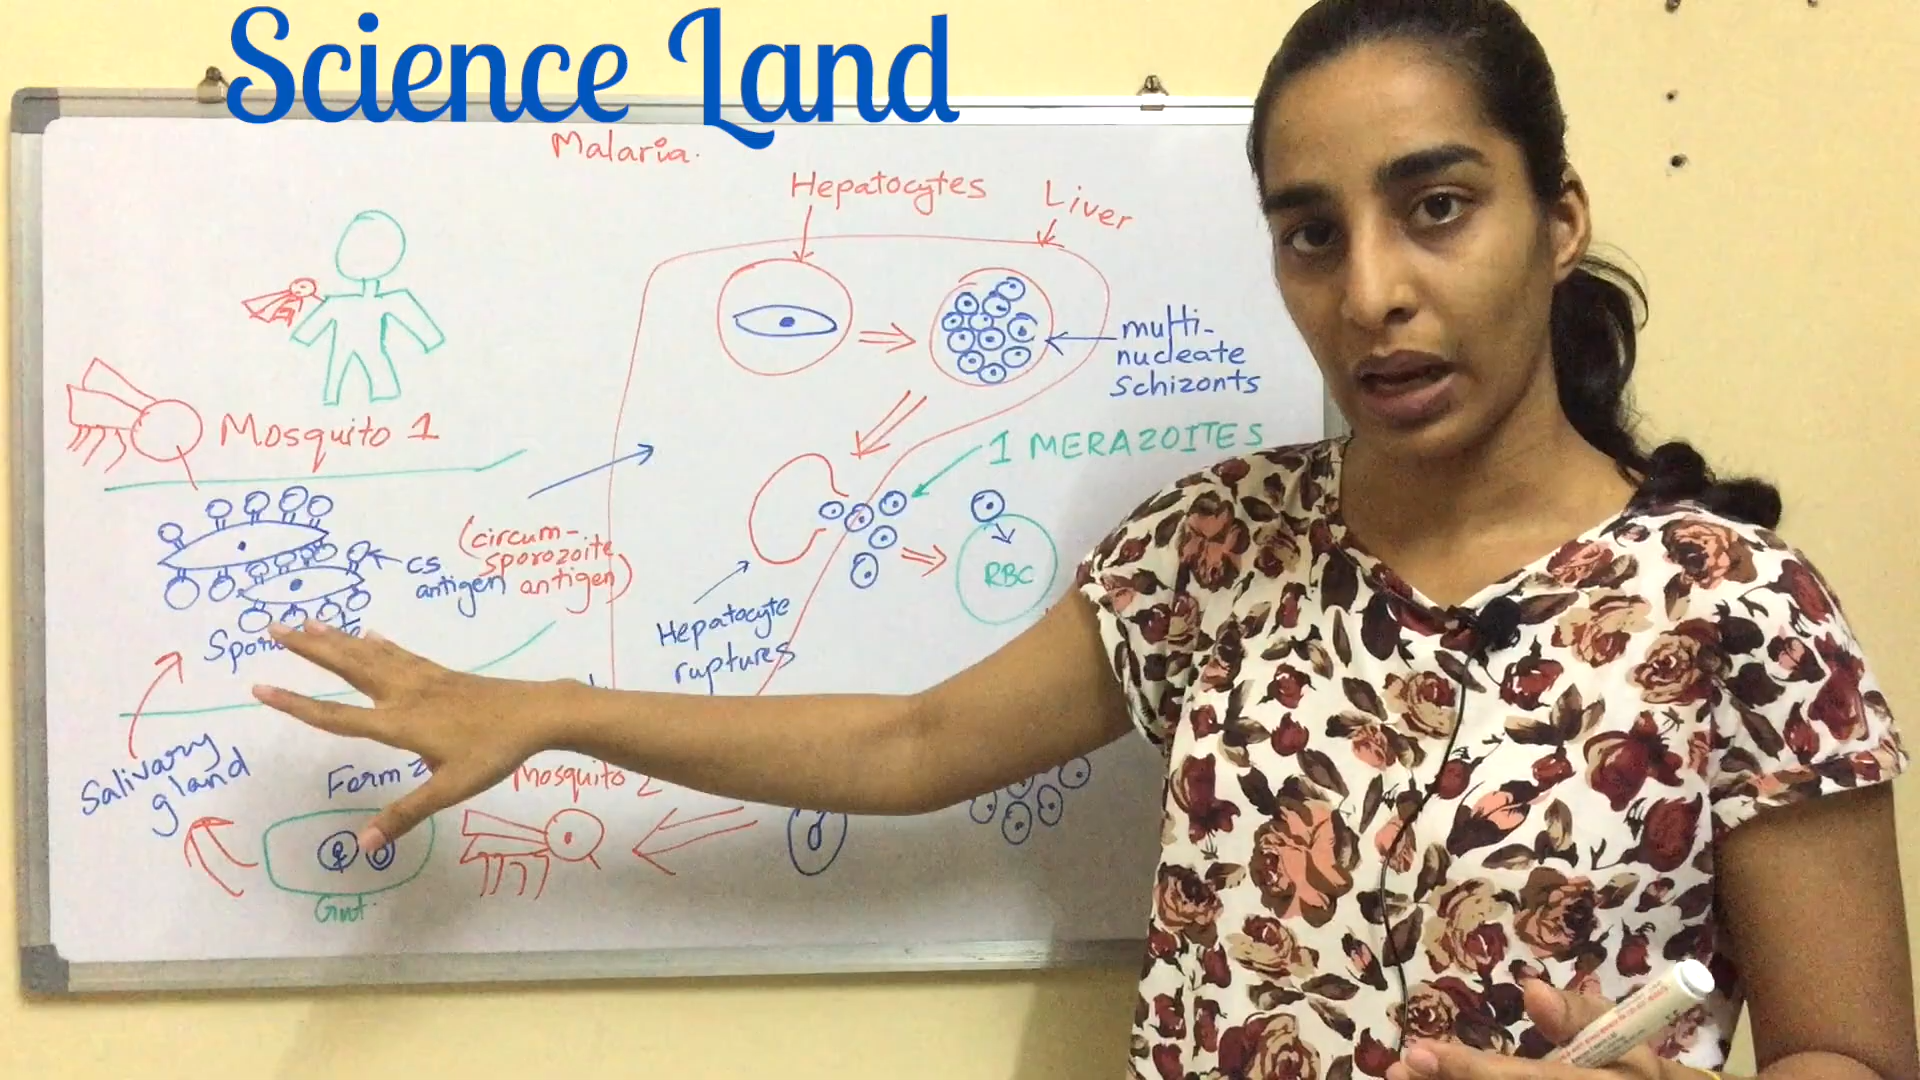 Science Land
Malaria.
Hepatocytes
Liver
multi-
nucleate
schizonts
Mosquito 1
1 MERAZOITES
(circum-
sporozoite
antigen)
cs
antigen
RBC
Hepatocyte
ruptures
Salivary
gland
Mosquito 2
Gut.